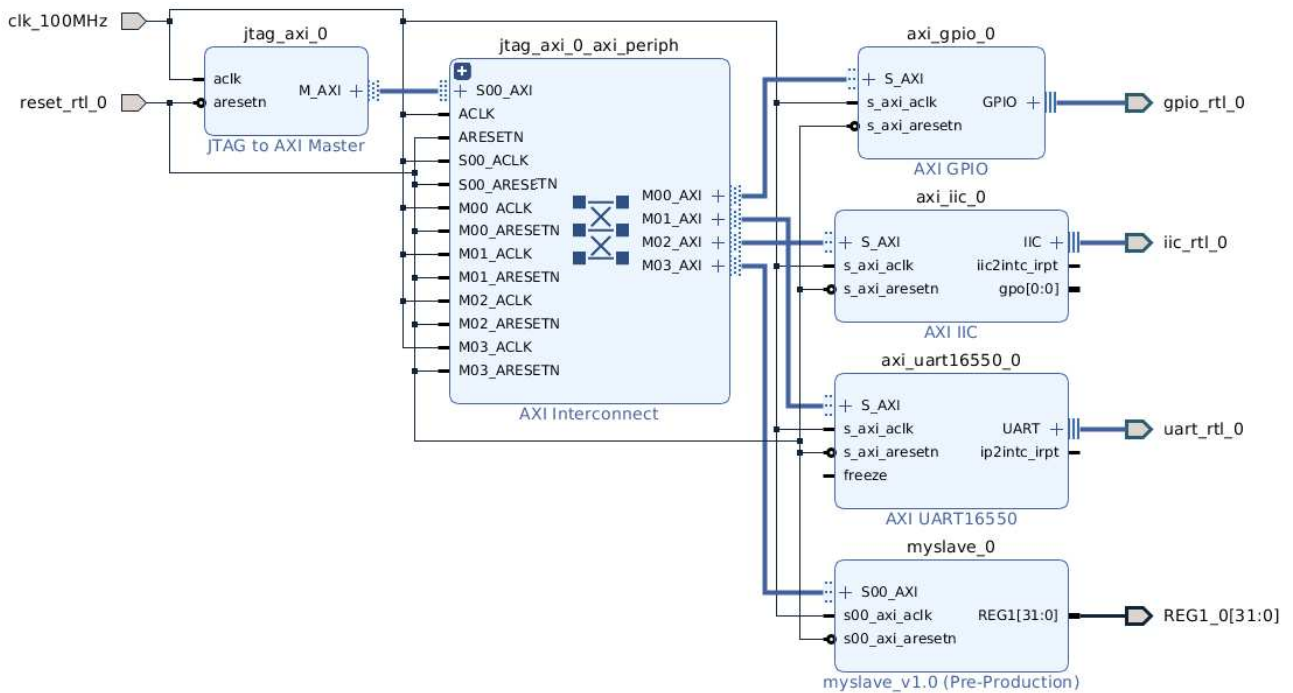 clk_100MHz
reset_rtl_0
jtag_axi_0
aclk
aresetn
M_AXI
JTAG to AXI Master
jtag_axi_0_axi_periph
S00_AXI
ACLK
ARESETN
S00_ACLK
S00_ARESETN
M00_ACLK
M00_ARESETN
M01_ACLK
M01_ARESETN
M02_ACLK
M02_ARESETN
M03_ACLK
M03_ARESETN
M00_AXI
M01_AXI
M02_AXI
M03_AXI
AXI Interconnect
axi_gpio_0
S_AXI
s_axi_aclk
s_axi_aresetn
GPIO
AXI GPIO
gpio_rtl_0
axi_iic_0
S_AXI
s_axi_aclk
s_axi_aresetn
IIC
iic2intc_irpt
gpo[0:0]
AXI IIC
iic_rtl_0
axi_uart16550_0
S_AXI
s_axi_aclk
s_axi_aresetn
freeze
UART
ip2intc_irpt
AXI UART16550
uart_rtl_0
myslave_0
S00_AXI
s00_axi_aclk
s00_axi_aresetn
REG1[31:0]
myslave_v1.0 (Pre-Production)
REG1_0[31:0]